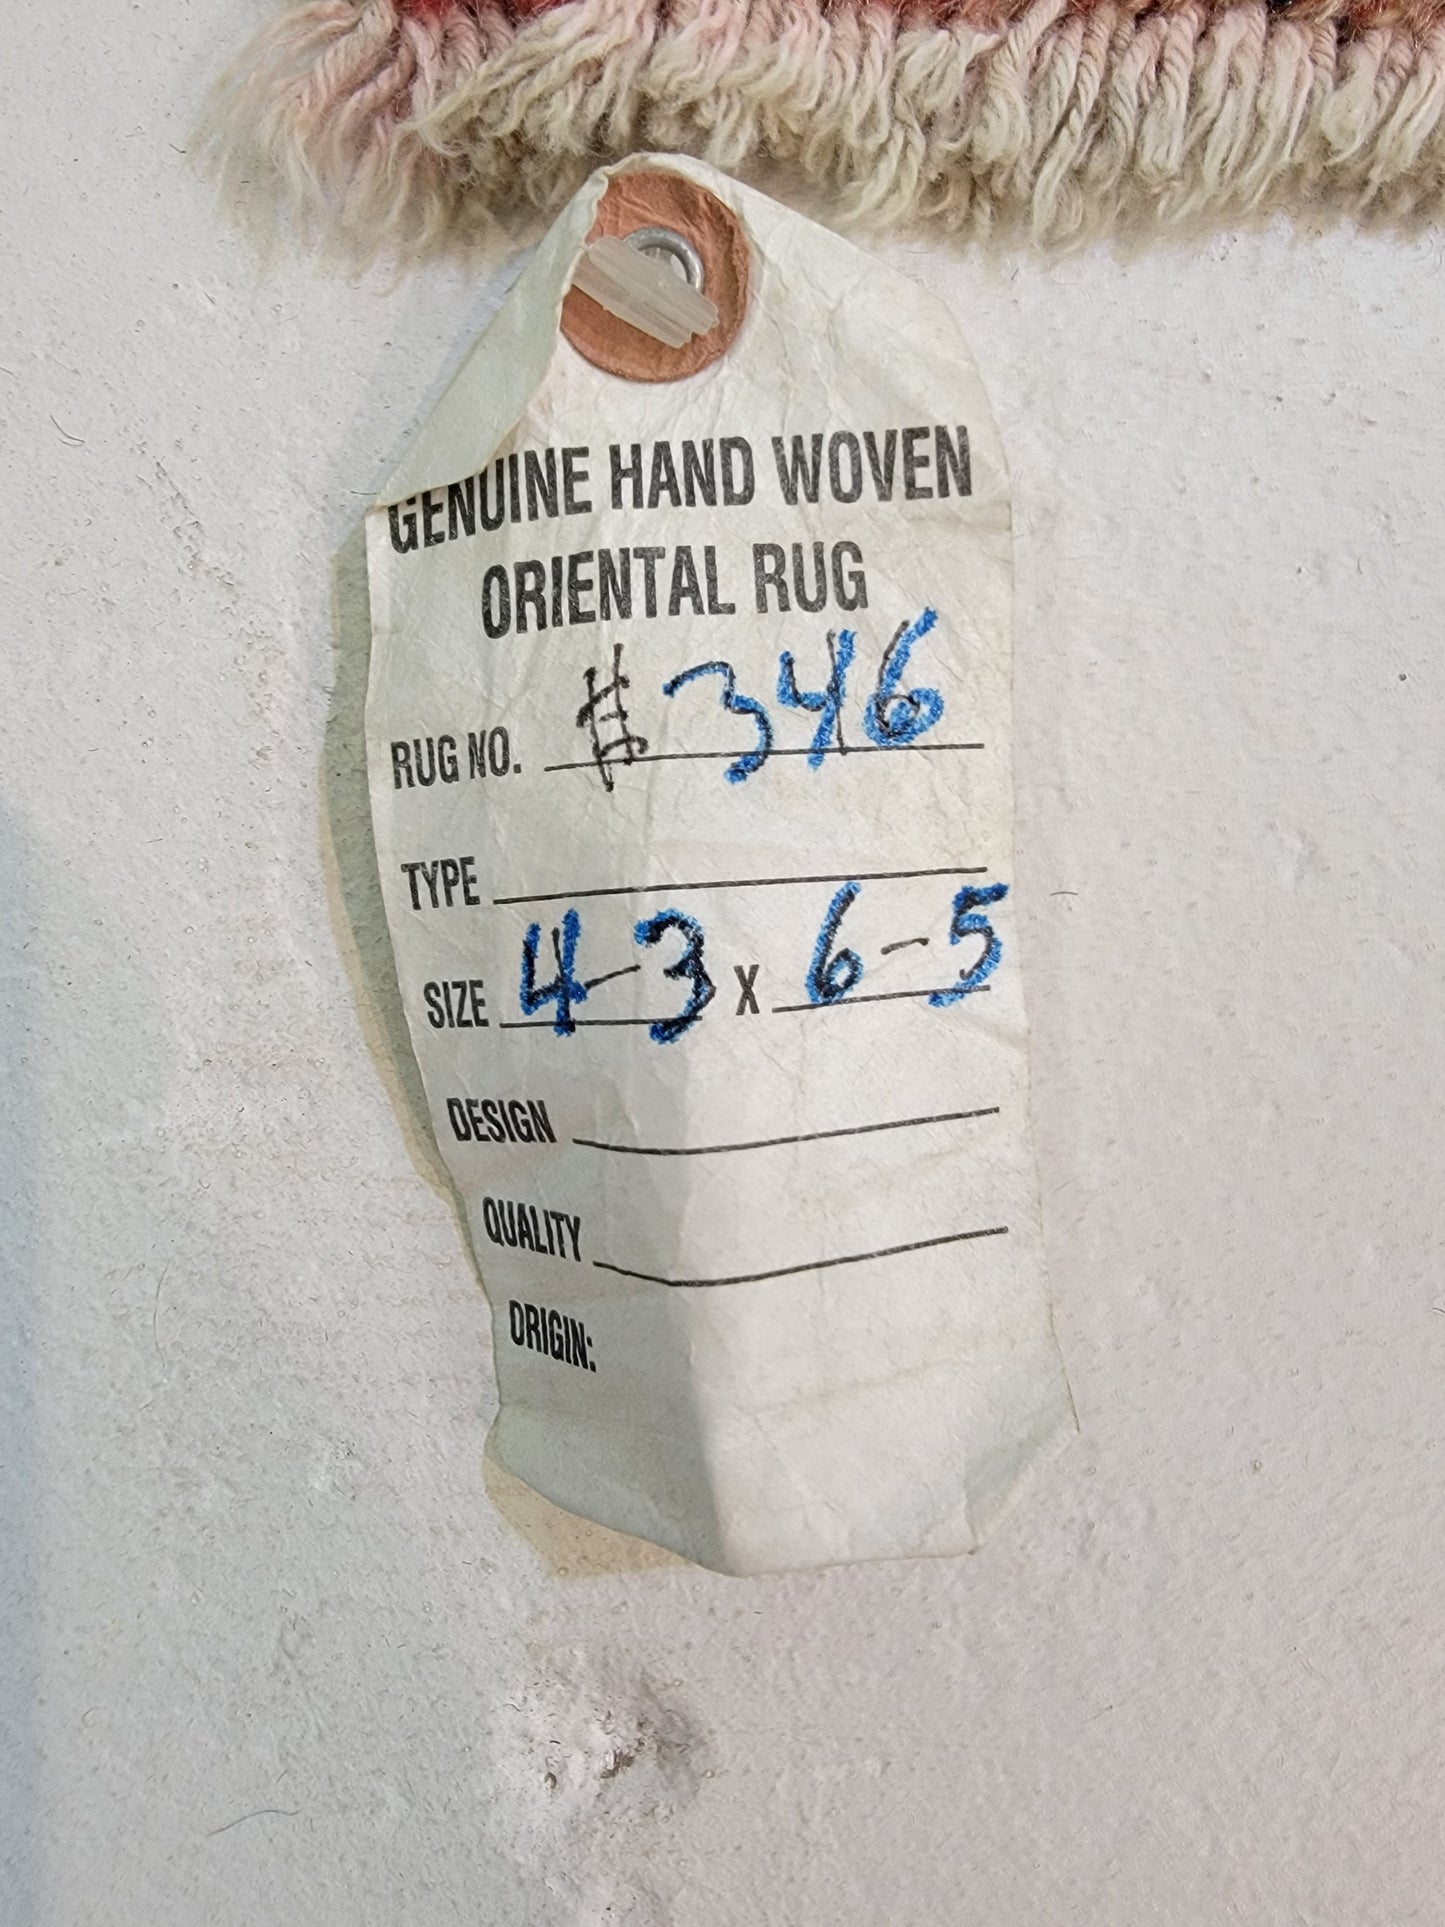 GENUINE HAND WOVEN
ORIENTAL RUG
RUG NO. # 346
TYPE
SIZE 4-3 X 6-5
DESIGN
QUALITY
ORIGIN: